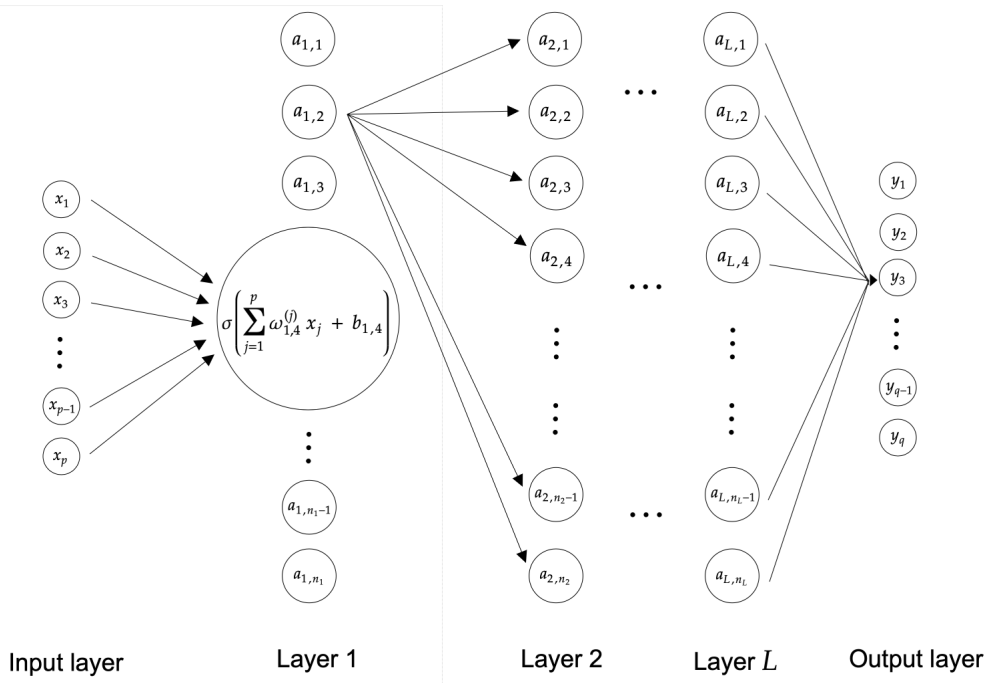 x_1
x_2
x_3
⋮
x_{p−1}
x_p
a_{1,1}
a_{1,2}
a_{1,3}
σ(∑_{j=1}^{p} ω_{1,4}^{(j)} x_j + b_{1,4})
⋮
a_{1,n_1−1}
a_{1,n_1}
a_{2,1}
a_{2,2}
a_{2,3}
a_{2,4}
⋮
⋮
a_{2,n_2−1}
a_{2,n_2}
...
...
...
a_{L,1}
a_{L,2}
a_{L,3}
a_{L,4}
⋮
⋮
a_{L,n_L−1}
a_{L,n_L}
y_1
y_2
y_3
⋮
y_{q−1}
y_q
Input layer
Layer 1
Layer 2
Layer L
Output layer